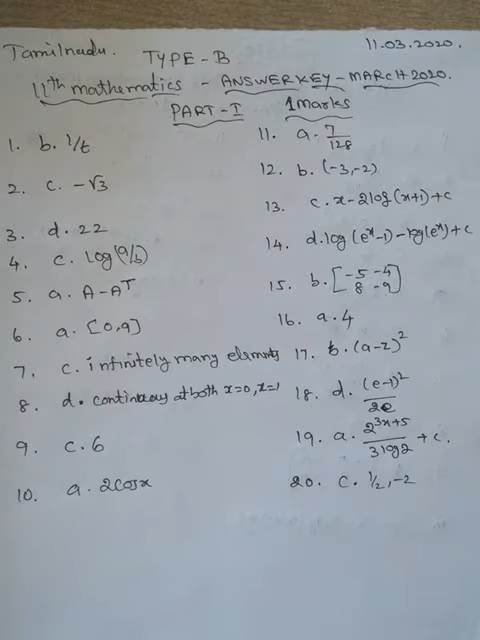 Tamilnadu. TYPE-B 11.03.2020.
11th mathematics - ANSWER KEY - MARCH 2020.
PART-I 1marks
1. b. 1/t
2. c. -√3
3. d. 22
4. c. log(a/b)
5. a. A-A^T
6. a. [0,9]
7. c. infinitely many elements
8. d. continuous at both x=0, x=1
9. c. 6
10. a. 2cosx
11. a. 7/128
12. b. (-3,-2)
13. c. x-2log(x+1)+c
14. d. log(e^x-1)-log(e^x)+c
15. b. [-5 -4
8 -9]
16. a. 4
17. b. (a-2)^2
18. d. (e-1)^2/2e
19. a. 2^(3x+5)/3log2 + c.
20. c. 1/2, -2